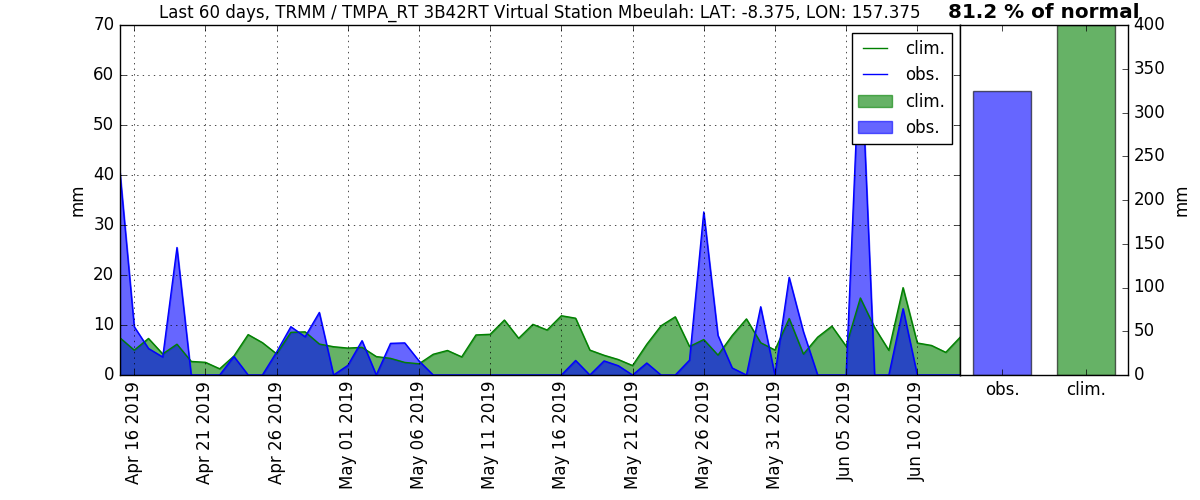 Last 60 days, TRMM / TMPA_RT 3B42RT Virtual Station Mbeulah: LAT: -8.375, LON: 157.375
81.2 % of normal
70
60
50
40
30
20
10
0
mm
clim.
obs.
clim.
obs.
400
350
300
250
200
150
100
50
0
mm
Apr 16 2019
Apr 21 2019
Apr 26 2019
May 01 2019
May 06 2019
May 11 2019
May 16 2019
May 21 2019
May 26 2019
May 31 2019
Jun 05 2019
Jun 10 2019
obs.
clim.